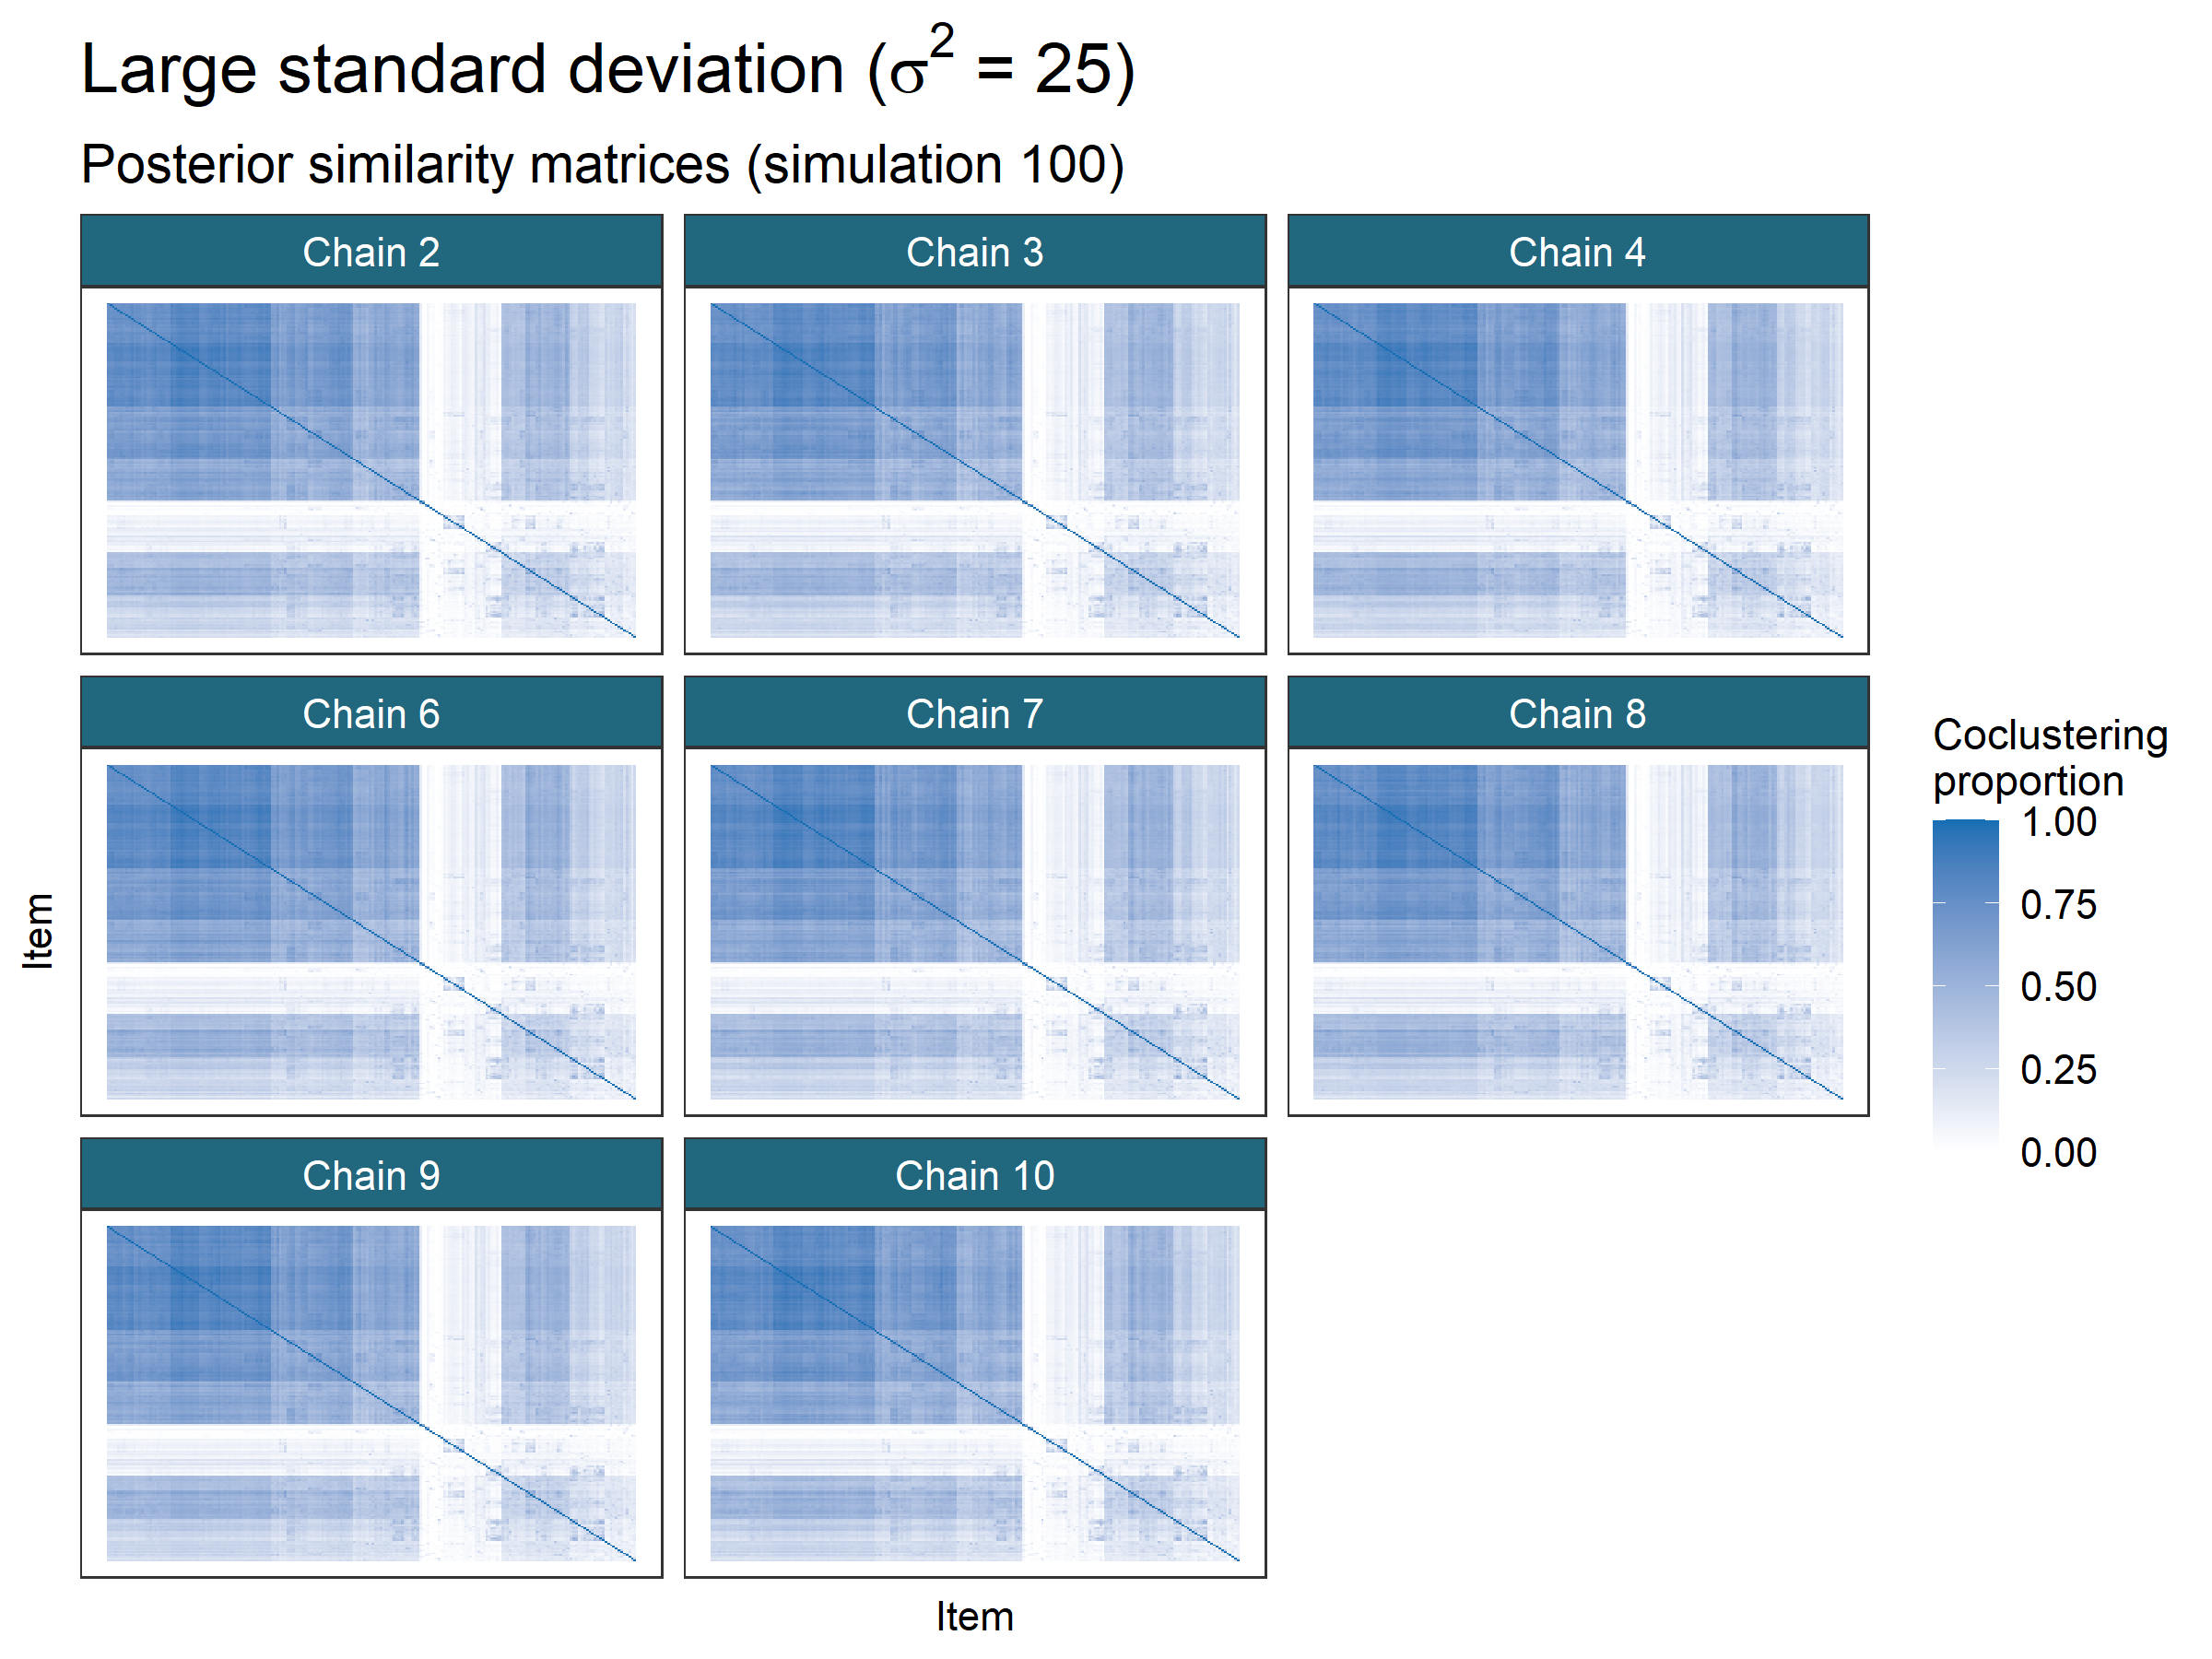 Large standard deviation (σ² = 25)
Posterior similarity matrices (simulation 100)
Chain 2
Chain 3
Chain 4
Chain 6
Chain 7
Chain 8
Chain 9
Chain 10
Item
Item
Coclustering
proportion
1.00
0.75
0.50
0.25
0.00